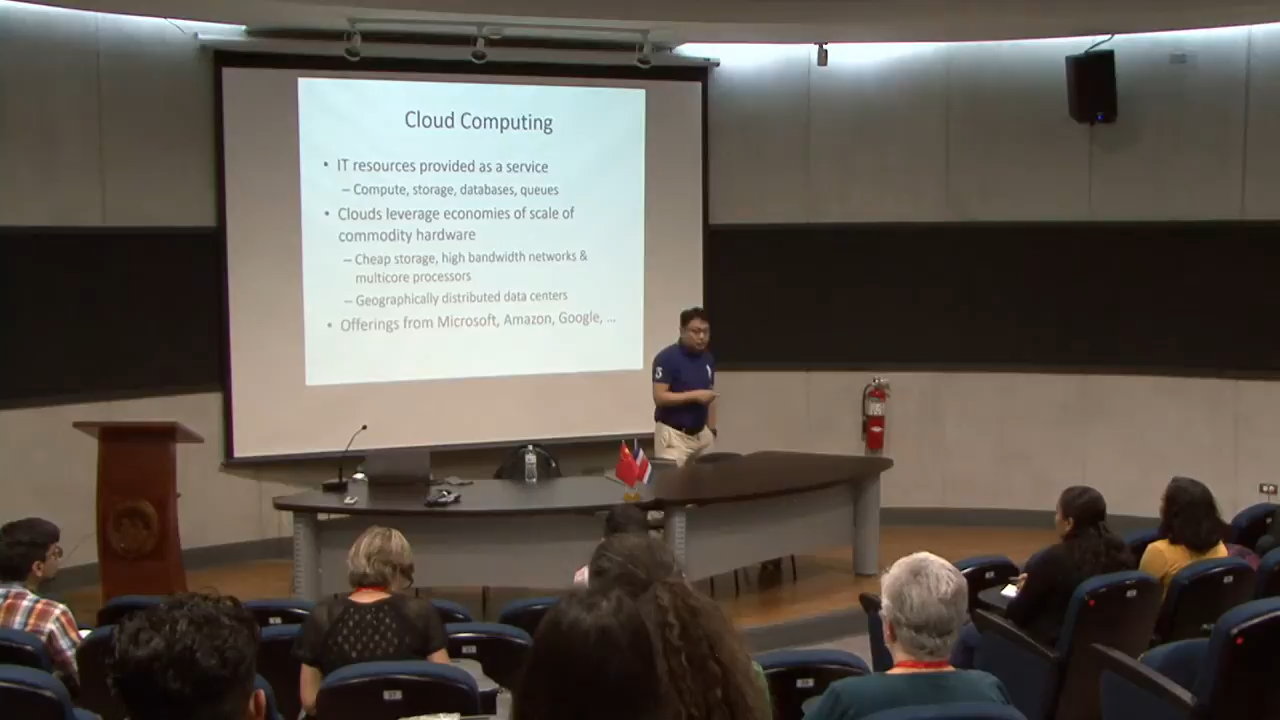 Cloud Computing
• IT resources provided as a service
– Compute, storage, databases, queues
• Clouds leverage economies of scale of
commodity hardware
– Cheap storage, high bandwidth networks &
multicore processors
– Geographically distributed data centers
• Offerings from Microsoft, Amazon, Google, ...
3